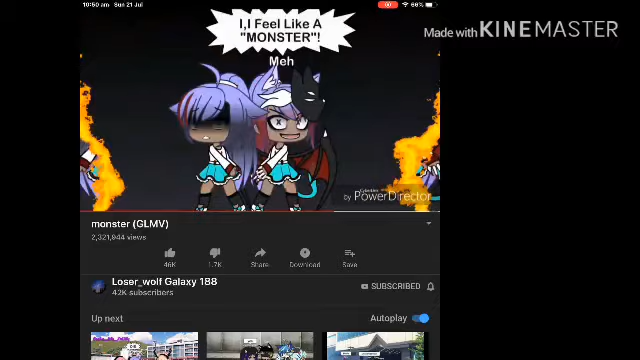 10:50 am Sun 21 Jul
66%
I,I Feel Like A
"MONSTER"!
Meh
Made with KINEMASTER
by PowerDirector
monster (GLMV)
2,321,944 views
46K
1.7K
Share
Download
Save
Loser_wolf Galaxy 188
42K subscribers
SUBSCRIBED
Up next
Autoplay